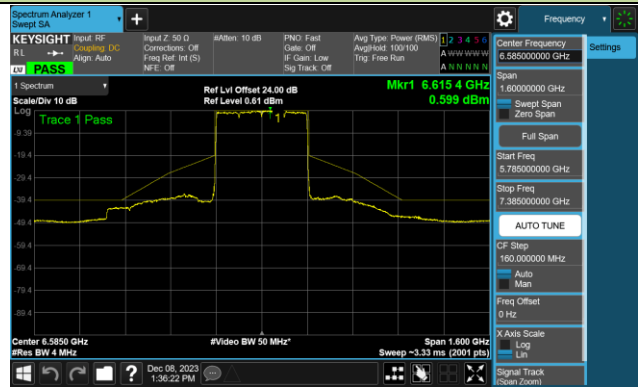 Spectrum Analyzer 1
Swept SA
+
Frequency
KEYSIGHT
Input: RF
Input Z: 50 Ω
#Atten: 10 dB
PNO: Fast
Avg Type: Power (RMS)
1 2 3 4 5 6
RL
Coupling: DC
Corrections: Off
Gate: Off
Avg|Hold: 100/100
A W W W W W
Align: Auto
Freq Ref: Int (S)
IF Gain: Low
Trig: Free Run
LXI
PASS
NFE: Off
Sig Track: Off
A N N N N N
1 Spectrum
Ref Lvl Offset 24.00 dB
Mkr1 6.615 4 GHz
Scale/Div 10 dB
Ref Level 0.61 dBm
0.599 dBm
Log
Trace 1 Pass
1
-9.39
-19.4
-29.4
-39.4
-49.4
-59.4
-69.4
-79.4
-89.4
Center 6.5850 GHz
#Video BW 50 MHz*
Span 1.600 GHz
#Res BW 4 MHz
Sweep ~3.33 ms (2001 pts)
Center Frequency
6.585000000 GHz
Settings
Span
1.60000000 GHz
Swept Span
Zero Span
Full Span
Start Freq
5.785000000 GHz
Stop Freq
7.385000000 GHz
AUTO TUNE
CF Step
160.000000 MHz
Auto
Man
Freq Offset
0 Hz
X Axis Scale
Log
Lin
Signal Track
(Span Zoom)
?
Dec 08, 2023
1:36:22 PM